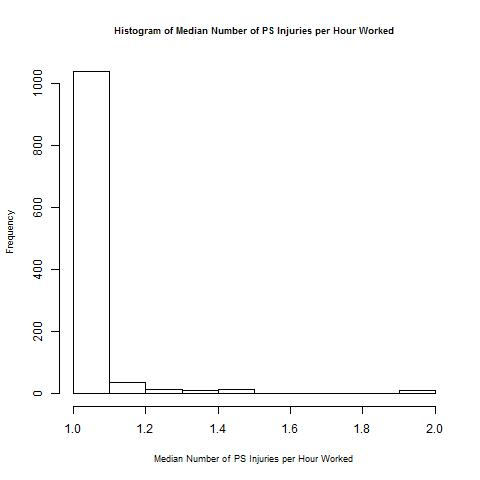 Histogram of Median Number of PS Injuries per Hour Worked
Frequency
1000
800
600
400
200
0
1.0 1.2 1.4 1.6 1.8 2.0
Median Number of PS Injuries per Hour Worked